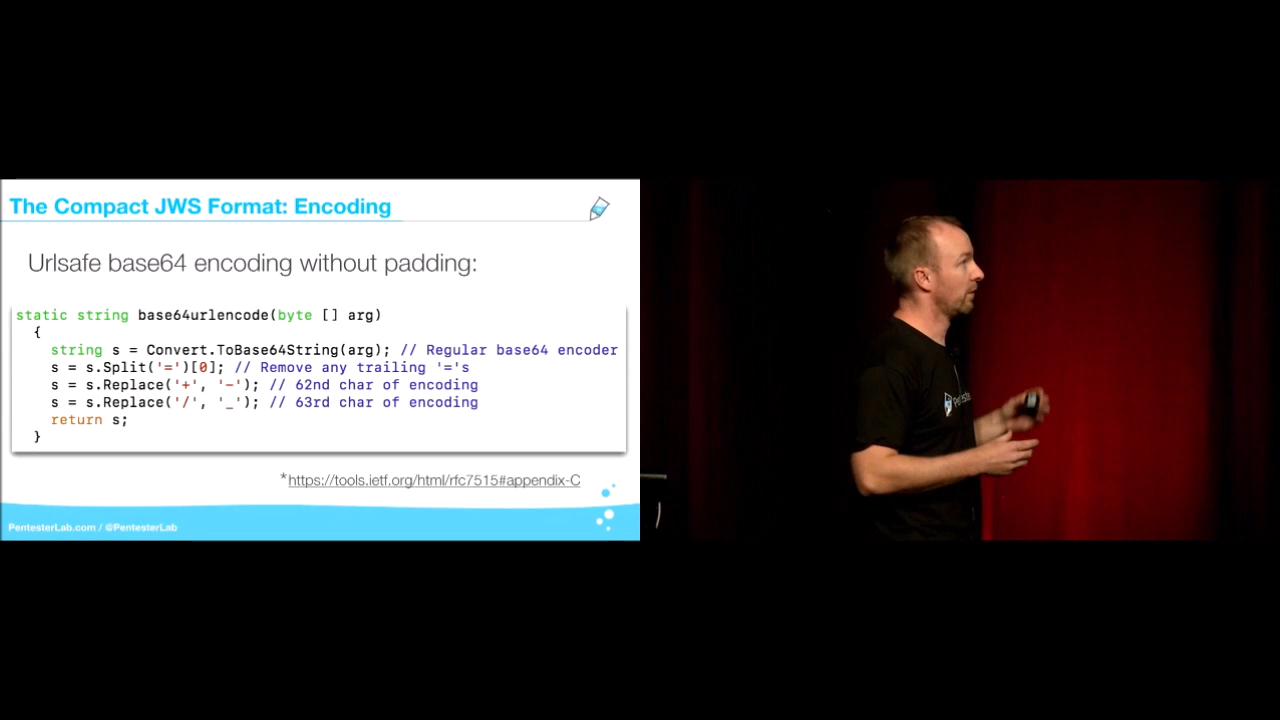 The Compact JWS Format: Encoding
Urlsafe base64 encoding without padding:
static string base64urlencode(byte [] arg)
{
string s = Convert.ToBase64String(arg); // Regular base64 encoder
s = s.Split('=')[0]; // Remove any trailing '='s
s = s.Replace('+', '-'); // 62nd char of encoding
s = s.Replace('/', '_'); // 63rd char of encoding
return s;
}
*https://tools.ietf.org/html/rfc7515#appendix-C
PentesterLab.com / @PentesterLab